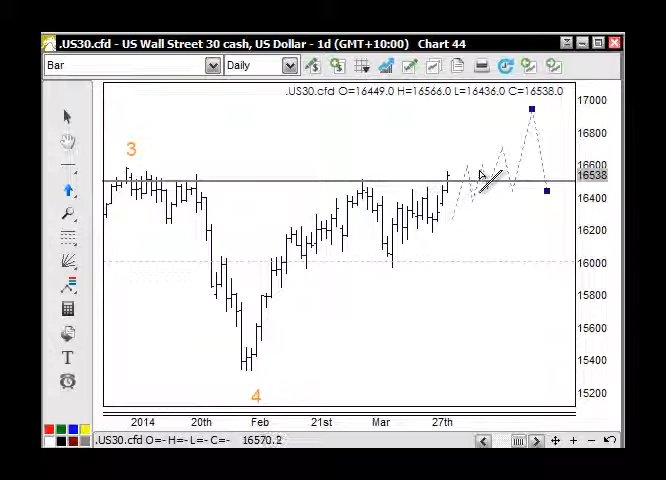 .US30.cfd - US Wall Street 30 cash, US Dollar - 1d (GMT+10:00) Chart 44
Bar Daily
.US30.cfd O=16449.0 H=16566.0 L=16436.0 C=16538.0
17000
16800
3
16600
16538
16400
16200
16000
15800
15600
15400
4
15200
2014 20th Feb 21st Mar 27th
.US30.cfd O=- H=- L=- C=- 16570.2
T